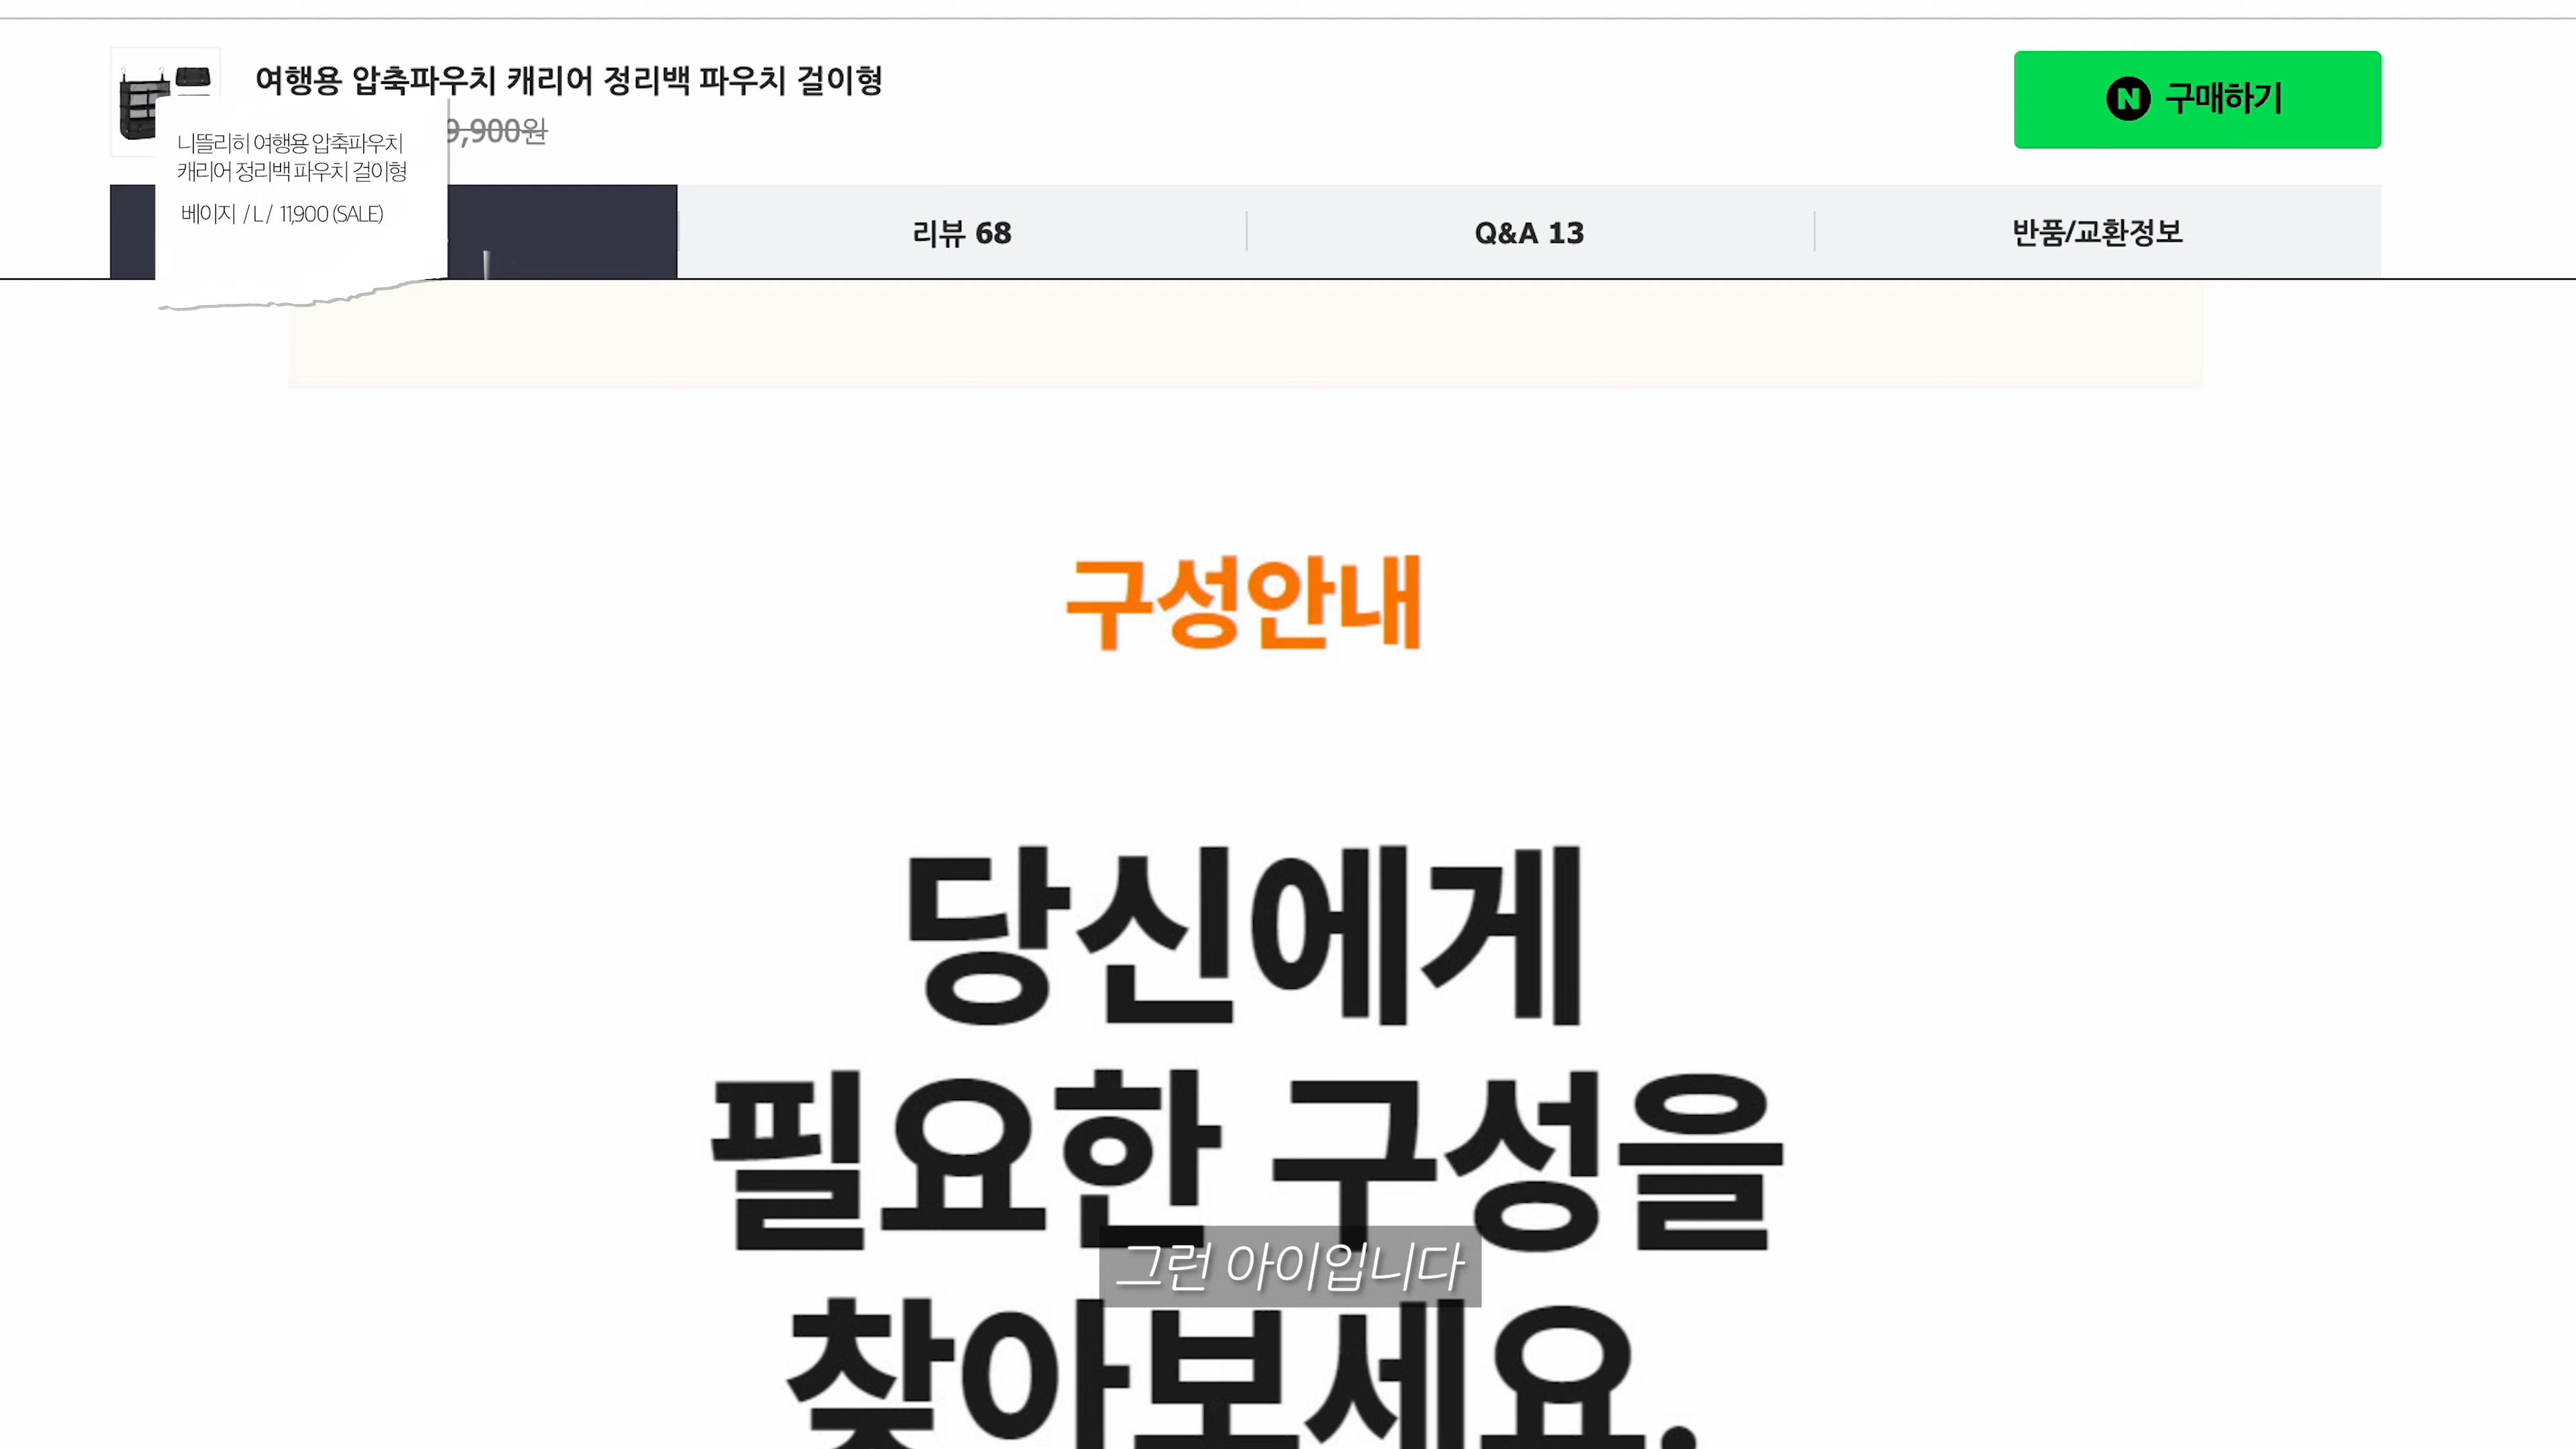 여행용 압축파우치 캐리어 정리백 파우치 걸이형
9,900원
N 구매하기
니뜰리히 여행용 압축파우치
캐리어 정리백 파우치 걸이형
베이지 / L / 11,900 (SALE)
리뷰 68
Q&A 13
반품/교환정보
구성안내
당신에게
필요한 구성을
그런 아이입니다
찾아보세요.